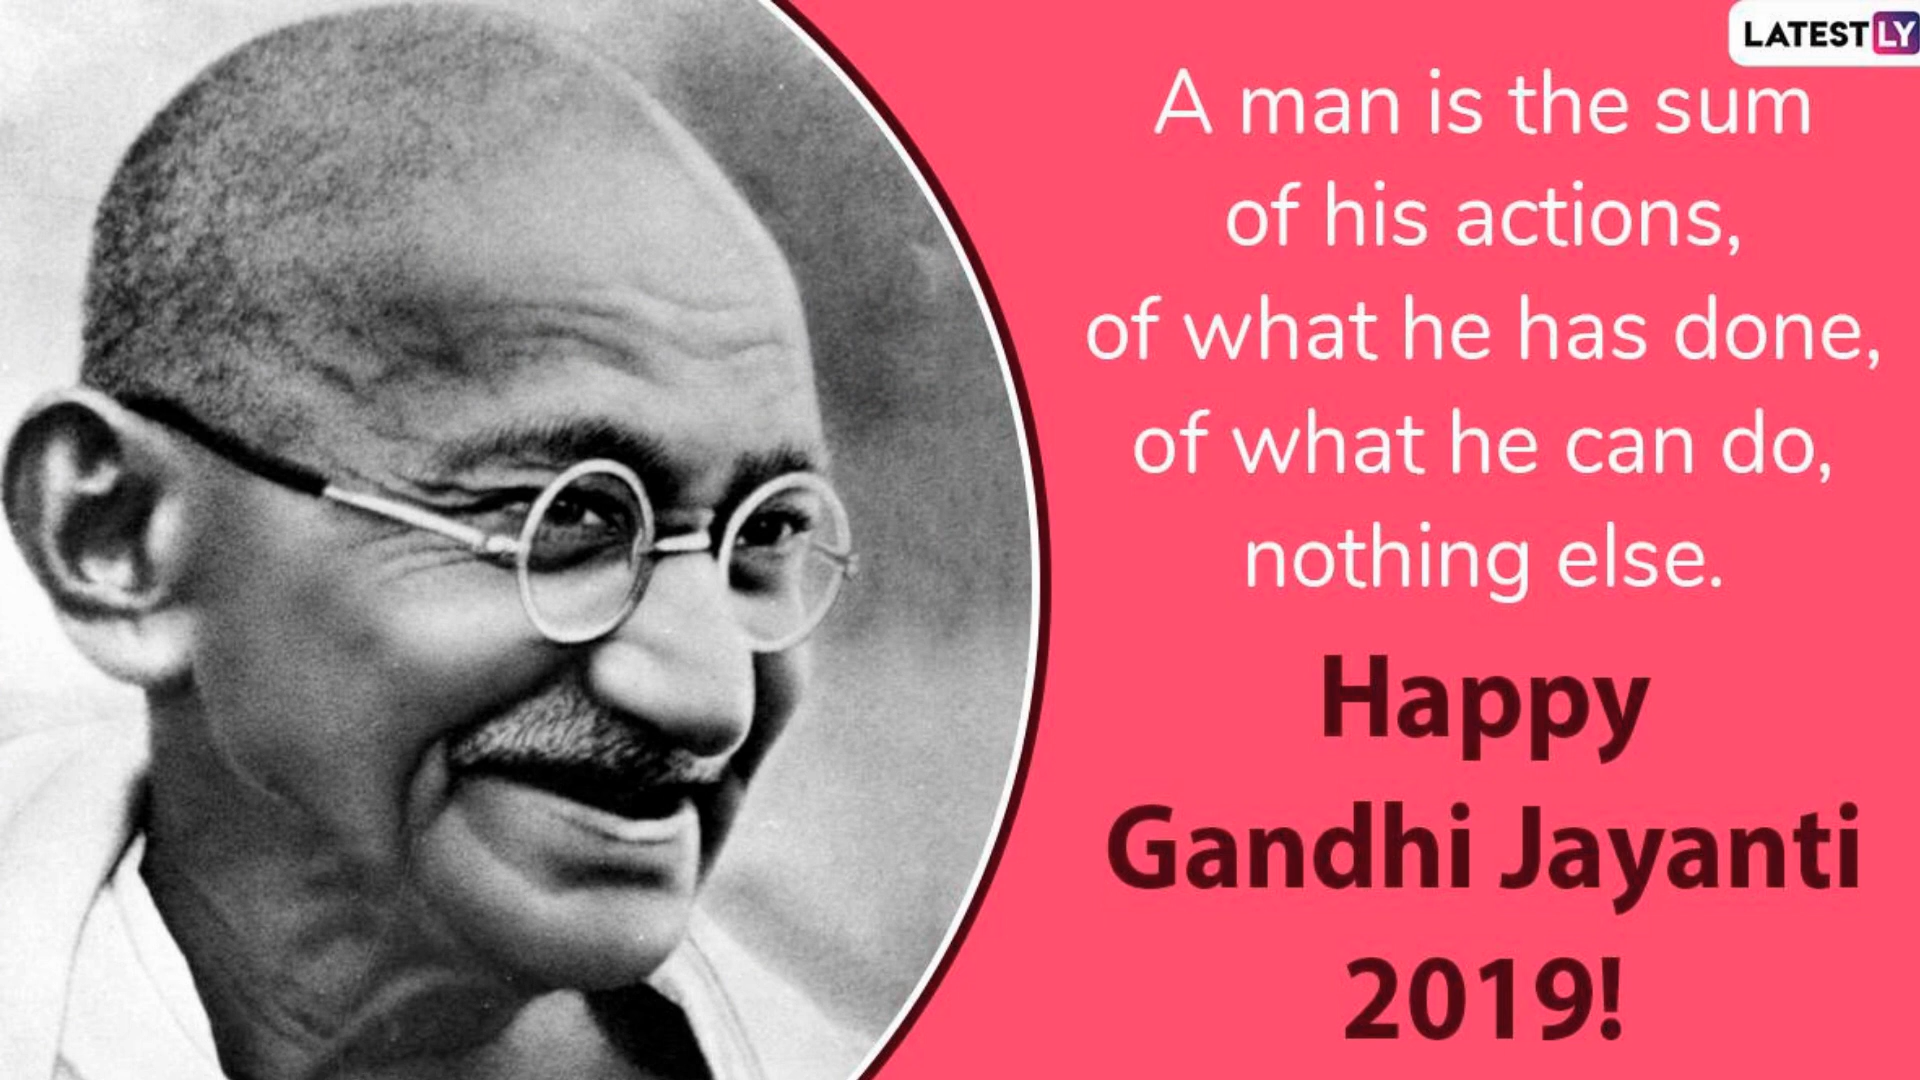 LATESTLY
A man is the sum
of his actions,
of what he has done,
of what he can do,
nothing else.
Happy
Gandhi Jayanti
2019!